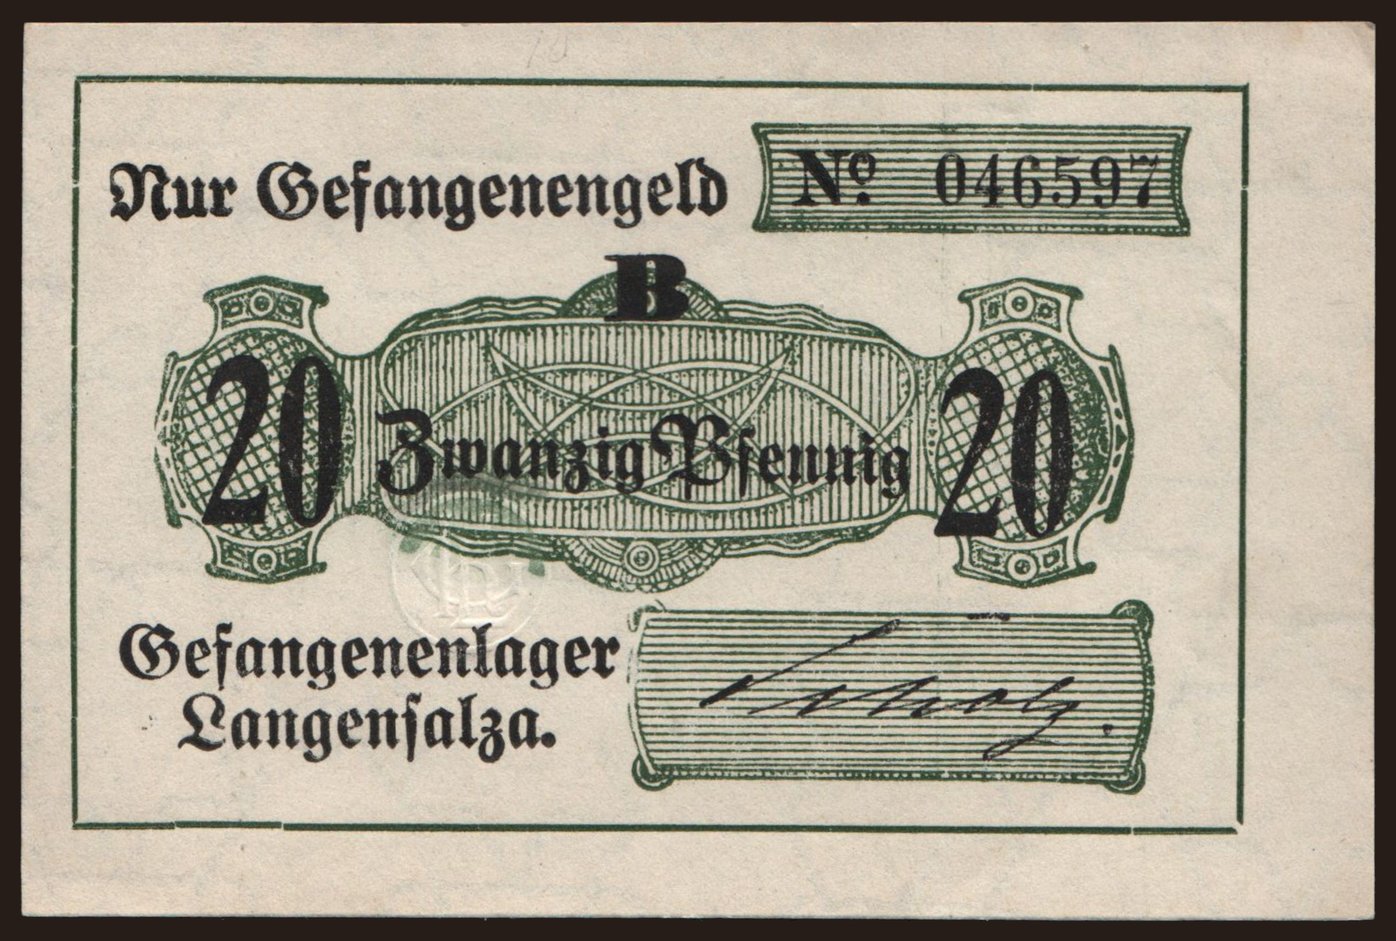 Nur Gefangenengeld
Nº. 046597
B
20 Zwanzig Pfennig 20
Gefangenenlager
Langensalza.